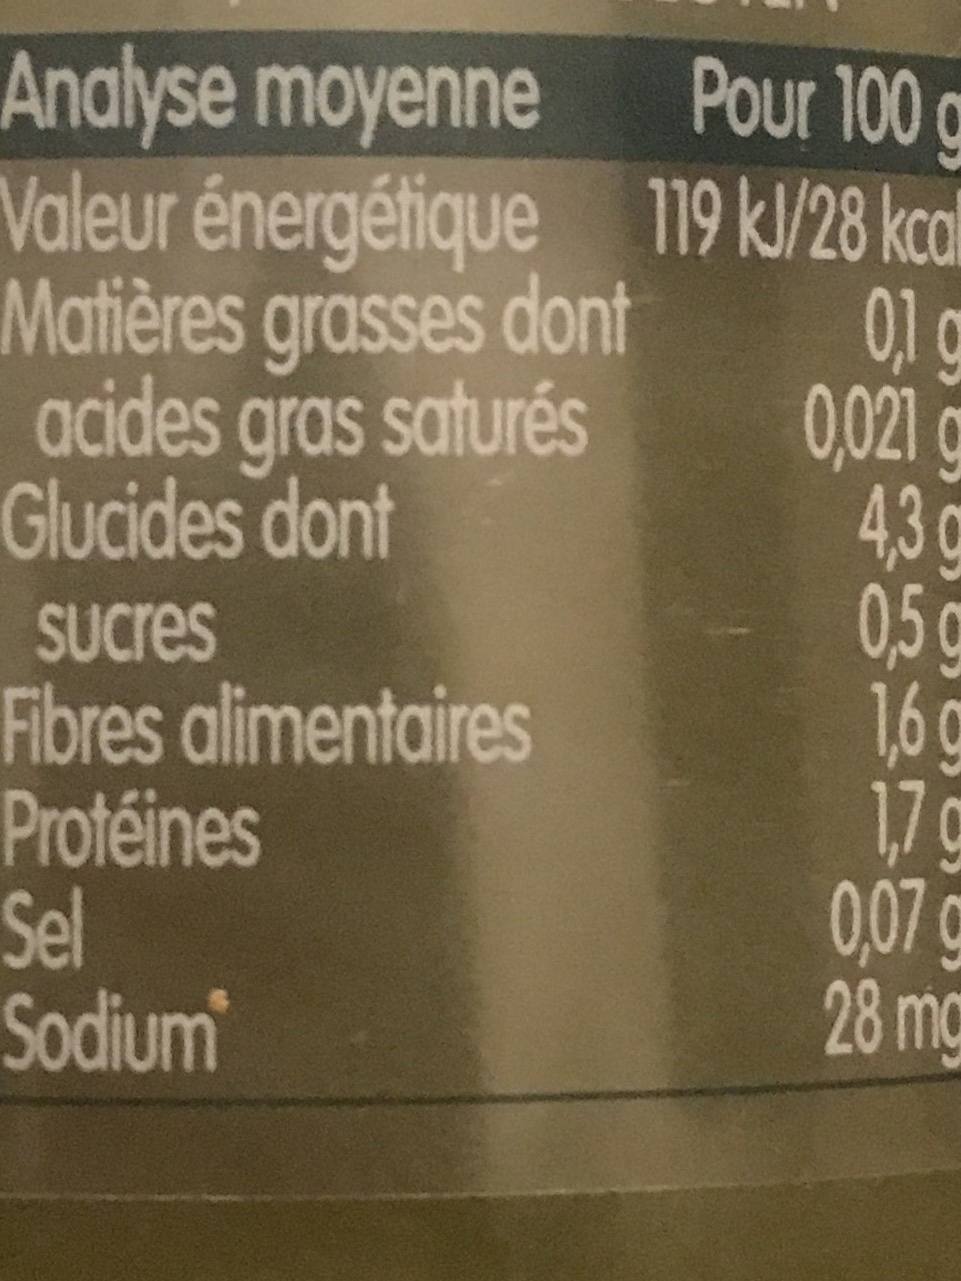 Analyse moyenne Pour 100 g
Valeur énergétique 119 kJ/28 kcal
Matières grasses dont 0,1 g
acides gras saturés 0,021 g
Glucides dont 4,3 g
sucres 0,5 g
Fibres alimentaires 1,6 g
Protéines 1,7 g
Sel 0,07 g
Sodium 28 mg